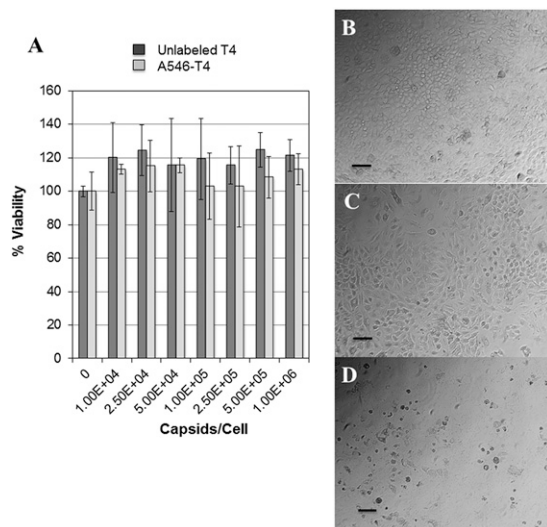 A
Unlabeled T4
A546-T4
% Viability
160
140
120
100
80
60
40
20
0
0
1.00E+04
2.50E+04
5.00E+04
1.00E+05
2.50E+05
5.00E+05
1.00E+06
Capsids/Cell
B
C
D